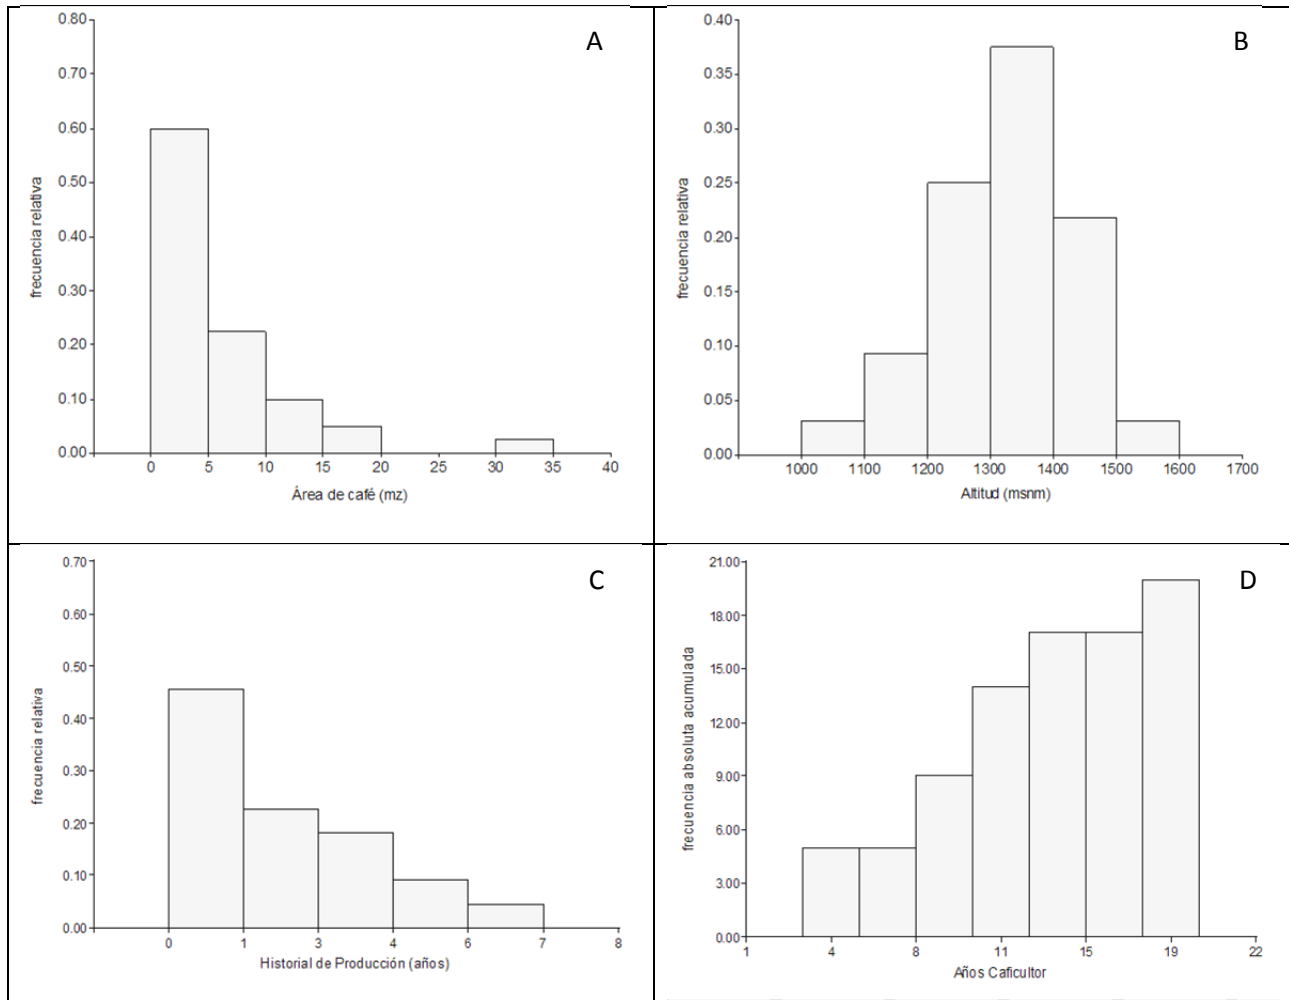 A
0.80
0.70
0.60
0.50
0.40
0.30
0.20
0.10
0.00
frecuencia relativa
0 5 10 15 20 25 30 35 40
Área de café (mz)
B
0.40
0.35
0.30
0.25
0.20
0.15
0.10
0.05
0.00
frecuencia relativa
1000 1100 1200 1300 1400 1500 1600 1700
Altitud (msnm)
C
0.70
0.60
0.50
0.40
0.30
0.20
0.10
0.00
frecuencia relativa
0 1 3 4 6 7 8
Historial de Producción (años)
D
21.00
18.00
15.00
12.00
9.00
6.00
3.00
0.00
frecuencia absoluta acumulada
1 4 8 11 15 19 22
Años Caficultor